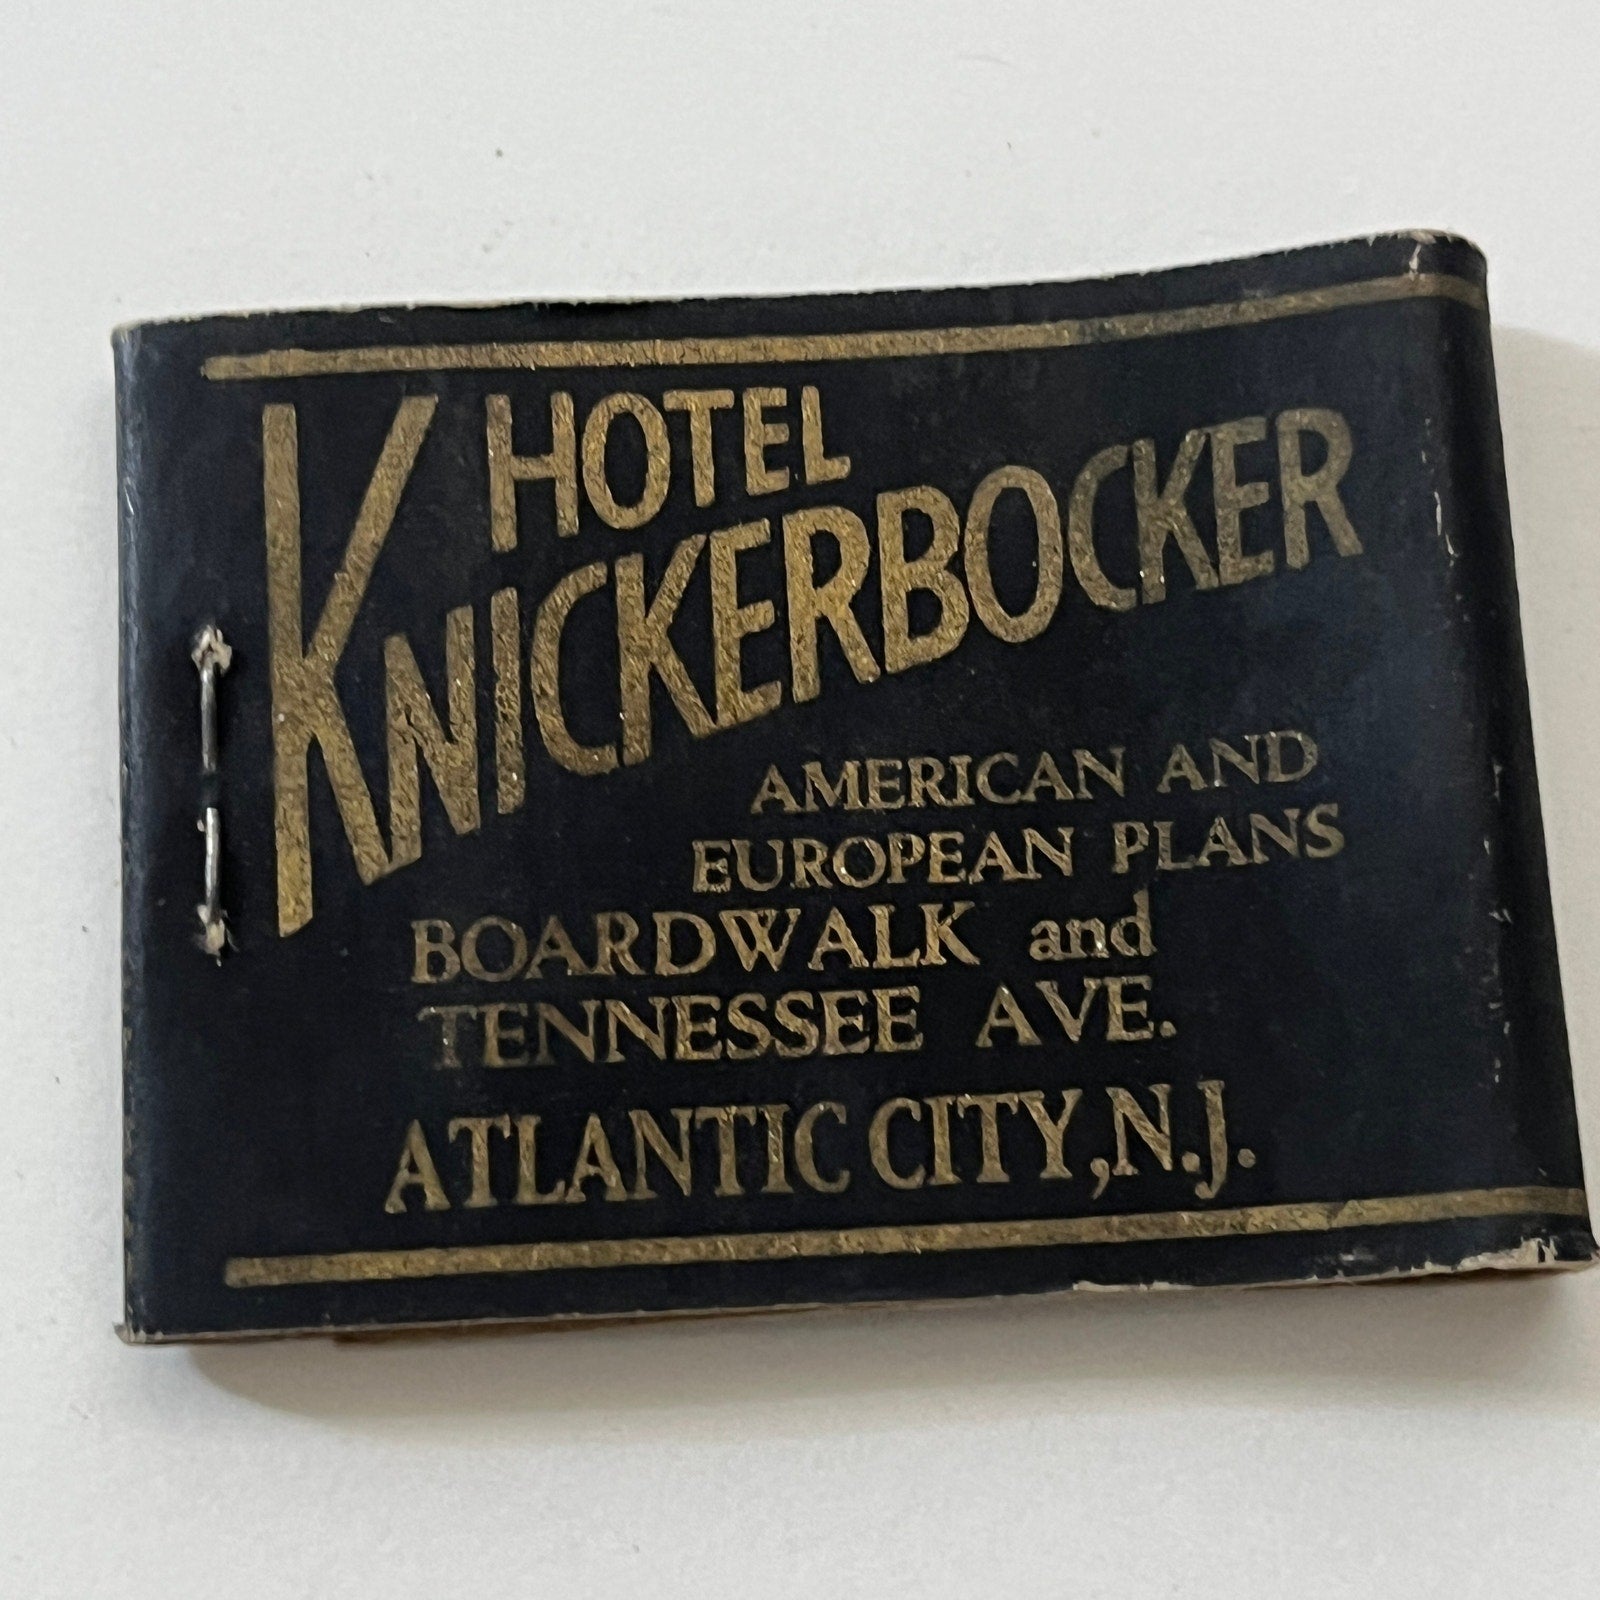 HOTEL
KNICKERBOCKER
AMERICAN AND
EUROPEAN PLANS
BOARDWALK and
TENNESSEE AVE.
ATLANTIC CITY, N.J.